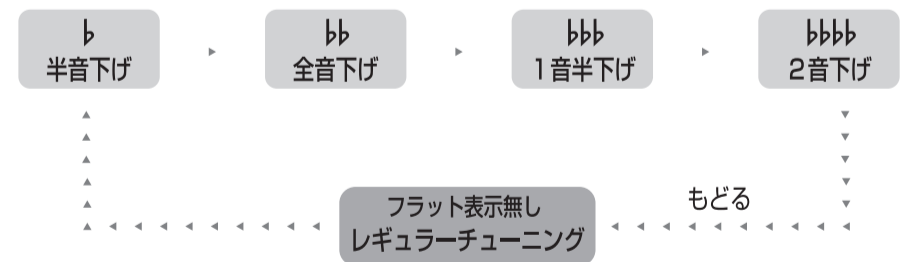 ♭
半音下げ
♭♭
全音下げ
♭♭♭
1音半下げ
♭♭♭♭
2音下げ
もどる
フラット表示無し
レギュラーチューニング